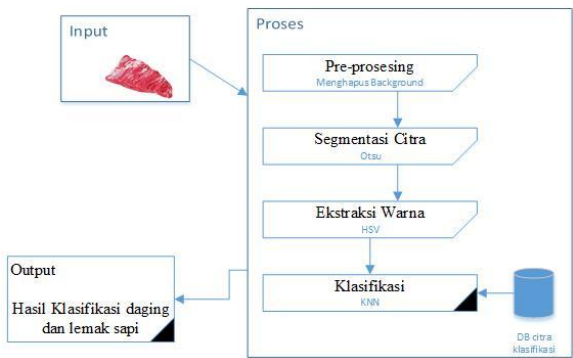 Input
Proses
Pre-prosesing
Menghapus Background
Segmentasi Citra
Otsu
Ekstraksi Warna
HSV
Klasifikasi
KNN
DB citra
klasifikasi
Output
Hasil Klasifikasi daging
dan lemak sapi